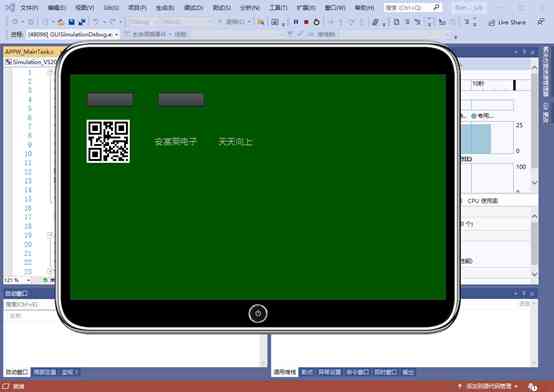 文件(F) 编辑(E) 视图(V) Git(G) 项目(P) 生成(B) 调试(D) 测试(S) 分析(N) 工具(T) 扩展(X) 窗口(W) 帮助(H) 搜索 (Ctrl+Q)
Live Share
进程: [48096] GUISimulationDebug.e
APPW_MainTask.c
Simulation_VS20
1
2
3
4
5
6
7
8
9
10
11
12
13
14
15
16
17
18
19
20
21
22
23
10秒
25
0
100
0
CPU 使用率
安富莱电子 天天向上
121 %
自动窗口
搜索(Ctrl+E)
名称
自动窗口 局部变量 监视 1
调用堆栈 断点 异常设置 命令窗口 即时窗口 输出
就绪
添加到源代码管理